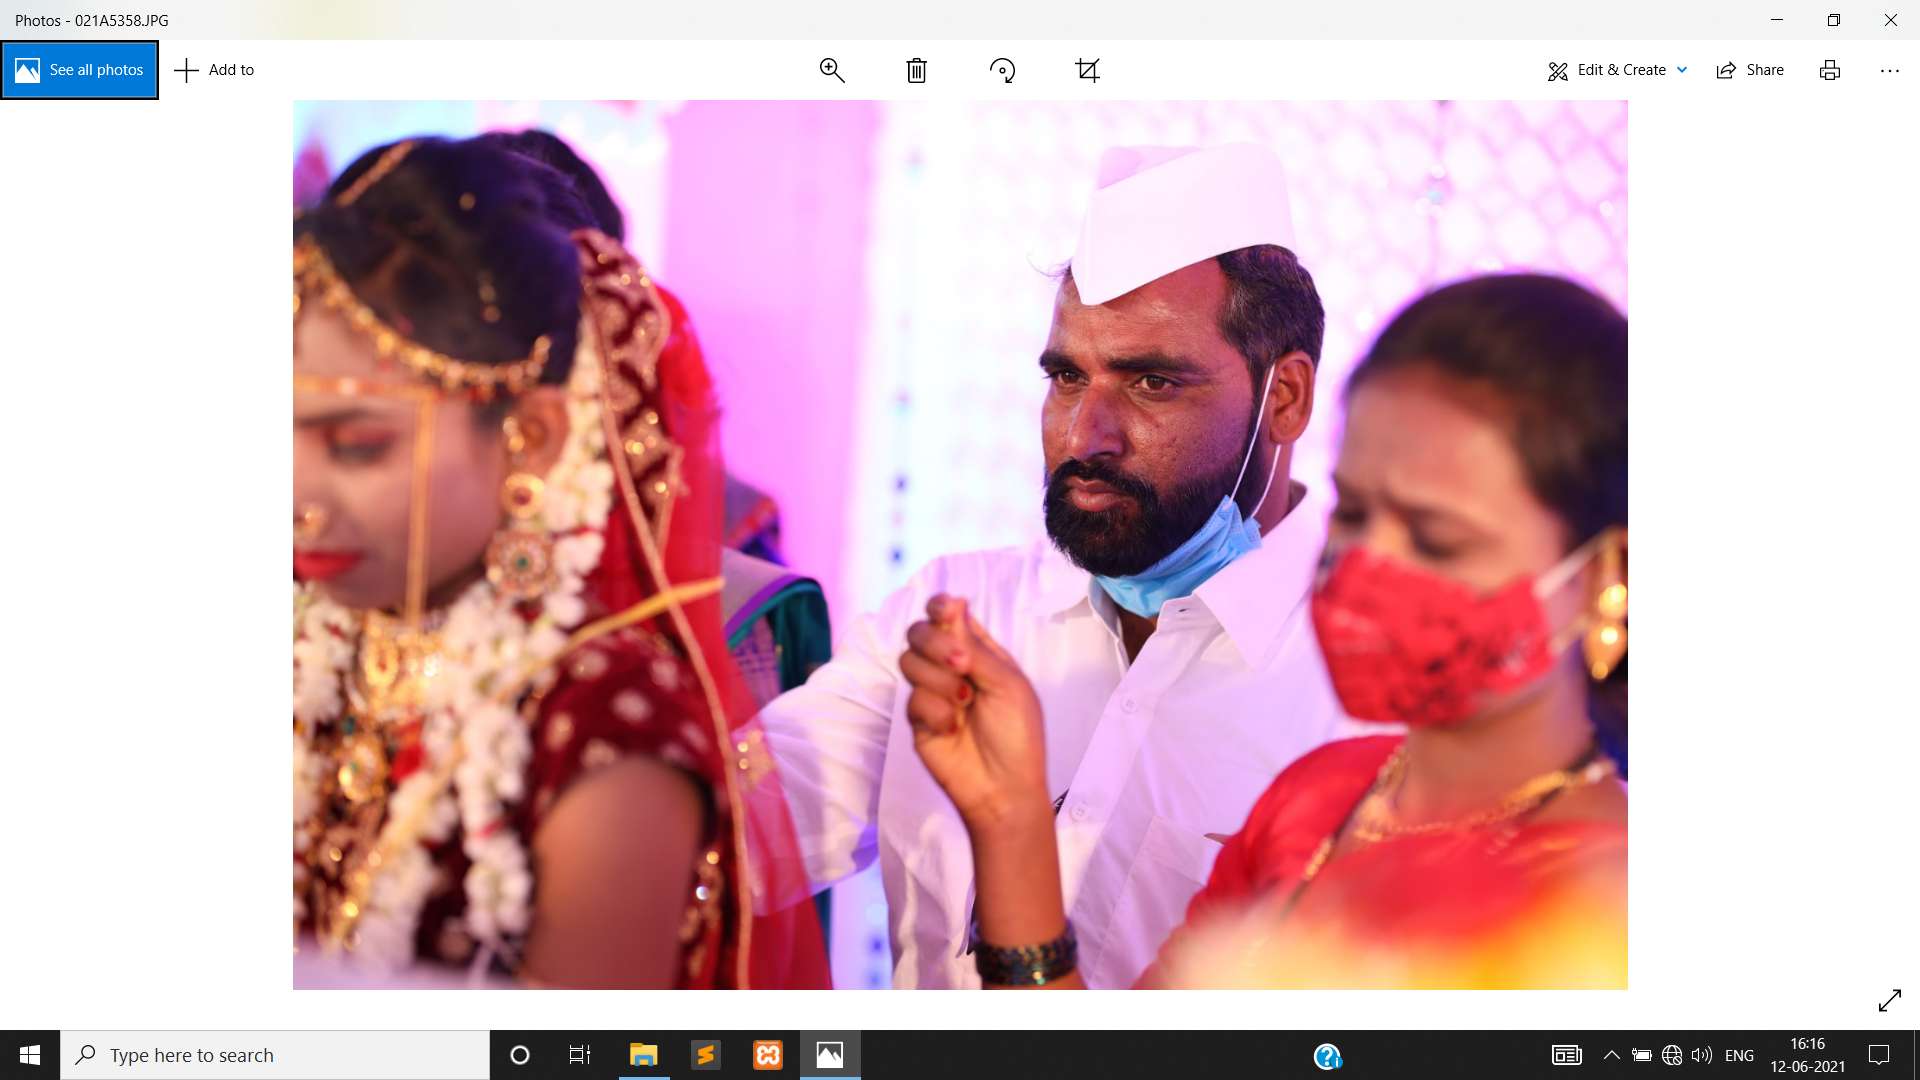 Photos - 021A5358.JPG
See all photos
Add to
Edit & Create
Share
Type here to search
ENG
16:16
12-06-2021